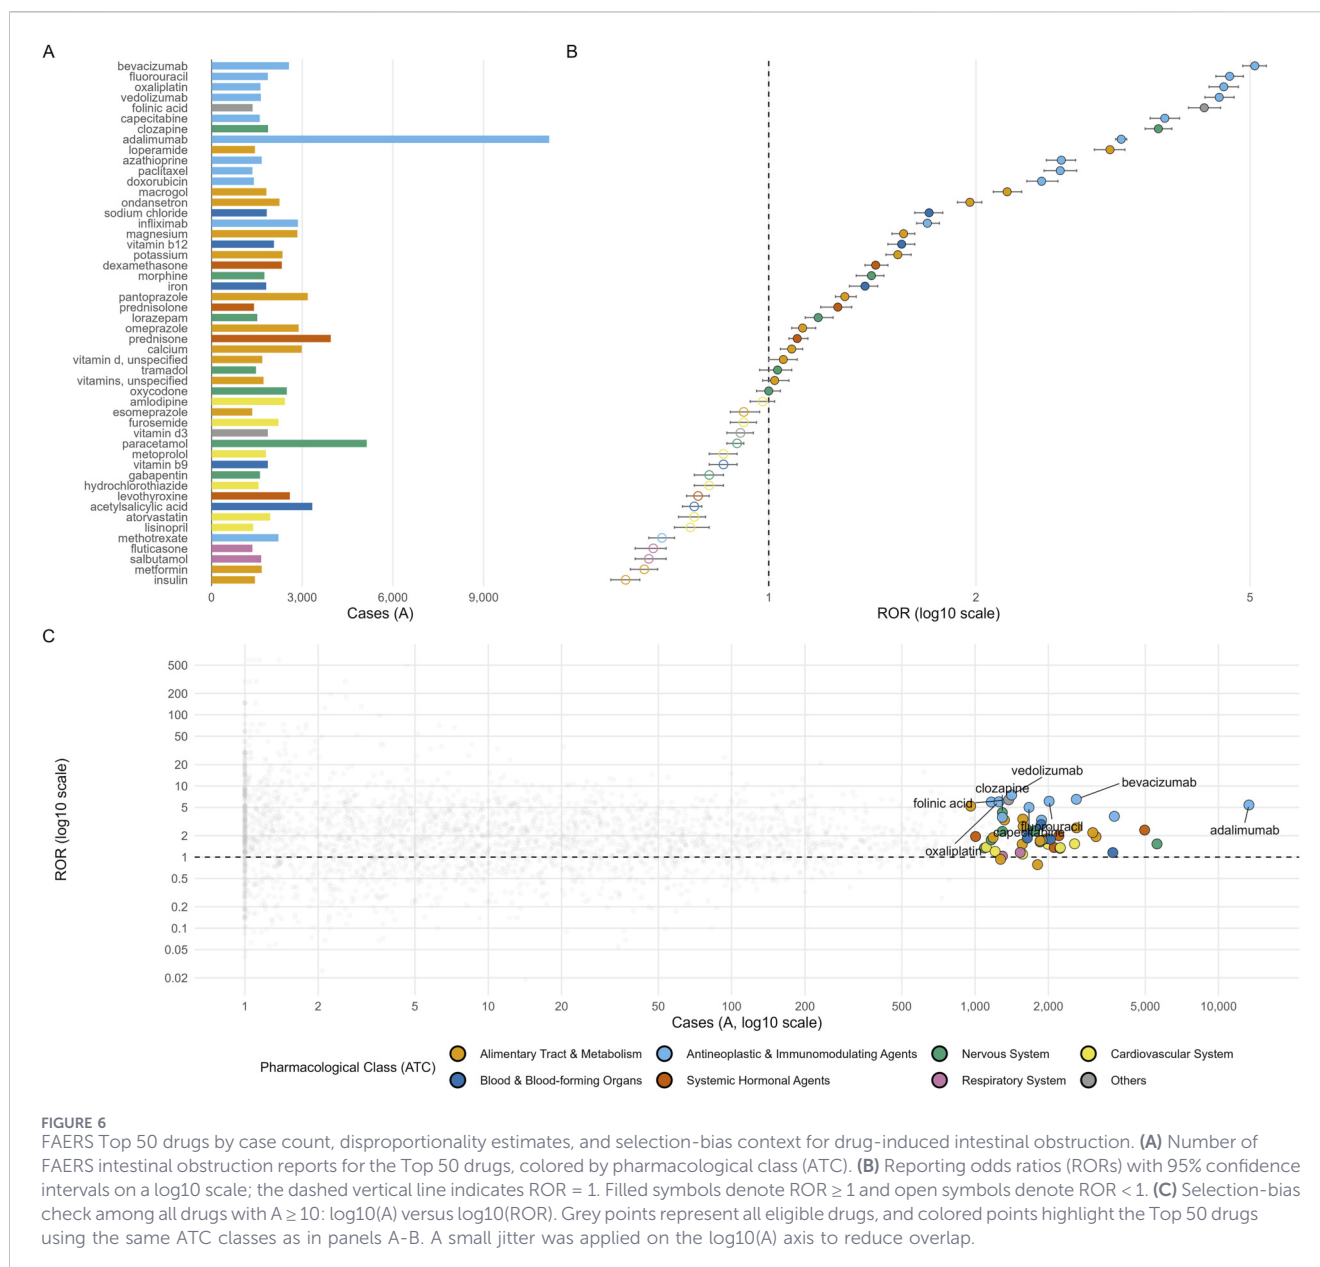 A
B
bevacizumab
fluorouracil
oxaliplatin
vedolizumab
folinic acid
capecitabine
clozapine
adalimumab
loperamide
azathioprine
paclitaxel
doxorubicin
macrogol
ondansetron
sodium chloride
infliximab
magnesium
vitamin b12
potassium
dexamethasone
morphine
iron
pantoprazole
prednisolone
lorazepam
omeprazole
prednisone
calcium
vitamin d, unspecified
tramadol
vitamins, unspecified
oxycodone
amlodipine
esomeprazole
furosemide
vitamin d3
paracetamol
metoprolol
vitamin b9
gabapentin
hydrochlorothiazide
levothyroxine
acetylsalicylic acid
atorvastatin
lisinopril
methotrexate
fluticasone
salbutamol
metformin
insulin
0 3,000 6,000 9,000
Cases (A)
1 2 5
ROR (log10 scale)
C
500
200
100
50
20
10
5
2
1
0.5
0.2
0.1
0.05
0.02
ROR (log10 scale)
vedolizumab
bevacizumab
clozapine
folinic acid
fluorouracil
capecitabine
adalimumab
oxaliplatin
1 2 5 10 20 50 100 200 500 1,000 2,000 5,000 10,000
Cases (A, log10 scale)
Pharmacological Class (ATC)
Alimentary Tract & Metabolism
Antineoplastic & Immunomodulating Agents
Nervous System
Cardiovascular System
Blood & Blood-forming Organs
Systemic Hormonal Agents
Respiratory System
Others
FIGURE 6
FAERS Top 50 drugs by case count, disproportionality estimates, and selection-bias context for drug-induced intestinal obstruction. (A) Number of
FAERS intestinal obstruction reports for the Top 50 drugs, colored by pharmacological class (ATC). (B) Reporting odds ratios (RORs) with 95% confidence
intervals on a log10 scale; the dashed vertical line indicates ROR = 1. Filled symbols denote ROR ≥ 1 and open symbols denote ROR < 1. (C) Selection-bias
check among all drugs with A ≥ 10: log10(A) versus log10(ROR). Grey points represent all eligible drugs, and colored points highlight the Top 50 drugs
using the same ATC classes as in panels A-B. A small jitter was applied on the log10(A) axis to reduce overlap.